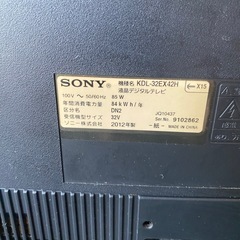 SONY
機種名 KDL-32EX42H
液晶デジタルテレビ
100V ~ 50/60Hz 85W
年間消費電力量 84kWh/年
区分名 DN2
受信機型サイズ 32V
ソニー株式会社 2012年製
X15
JQ10437
Ser.No. 9102862
-紙-
MADE IN CHINA